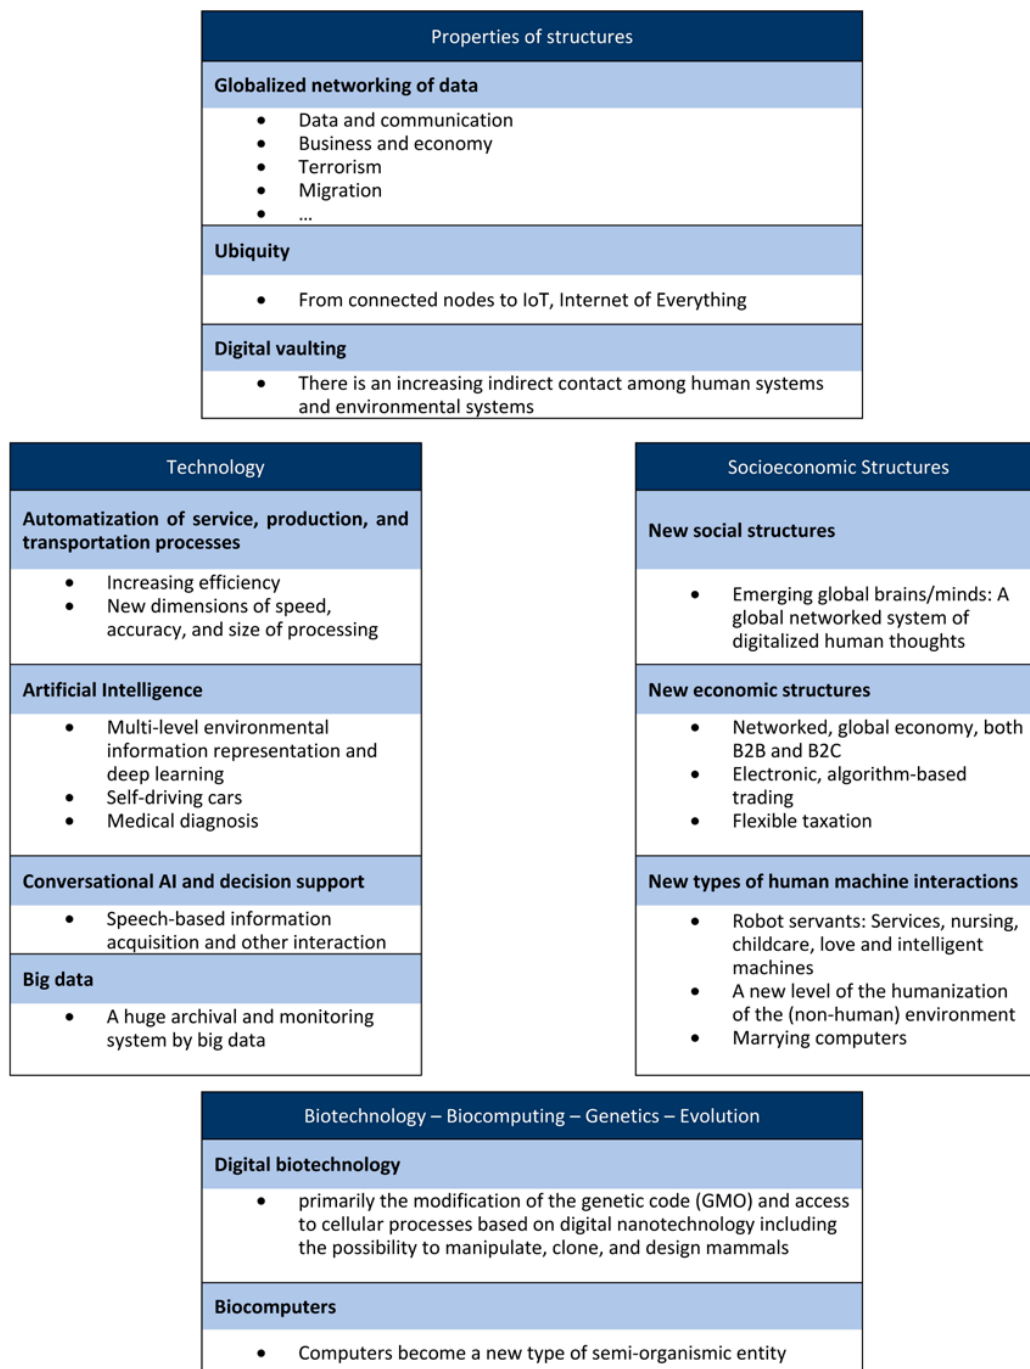 Properties of structures
Globalized networking of data
• Data and communication
• Business and economy
• Terrorism
• Migration
• ...
Ubiquity
• From connected nodes to IoT, Internet of Everything
Digital vaulting
• There is an increasing indirect contact among human systems
and environmental systems
Technology
Automatization of service, production, and
transportation processes
• Increasing efficiency
• New dimensions of speed,
accuracy, and size of processing
Artificial Intelligence
• Multi-level environmental
information representation and
deep learning
• Self-driving cars
• Medical diagnosis
Conversational AI and decision support
• Speech-based information
acquisition and other interaction
Big data
• A huge archival and monitoring
system by big data
Socioeconomic Structures
New social structures
• Emerging global brains/minds: A
global networked system of
digitalized human thoughts
New economic structures
• Networked, global economy, both
B2B and B2C
• Electronic, algorithm-based
trading
• Flexible taxation
New types of human machine interactions
• Robot servants: Services, nursing,
childcare, love and intelligent
machines
• A new level of the humanization
of the (non-human) environment
• Marrying computers
Biotechnology – Biocomputing – Genetics – Evolution
Digital biotechnology
• primarily the modification of the genetic code (GMO) and access
to cellular processes based on digital nanotechnology including
the possibility to manipulate, clone, and design mammals
Biocomputers
• Computers become a new type of semi-organismic entity